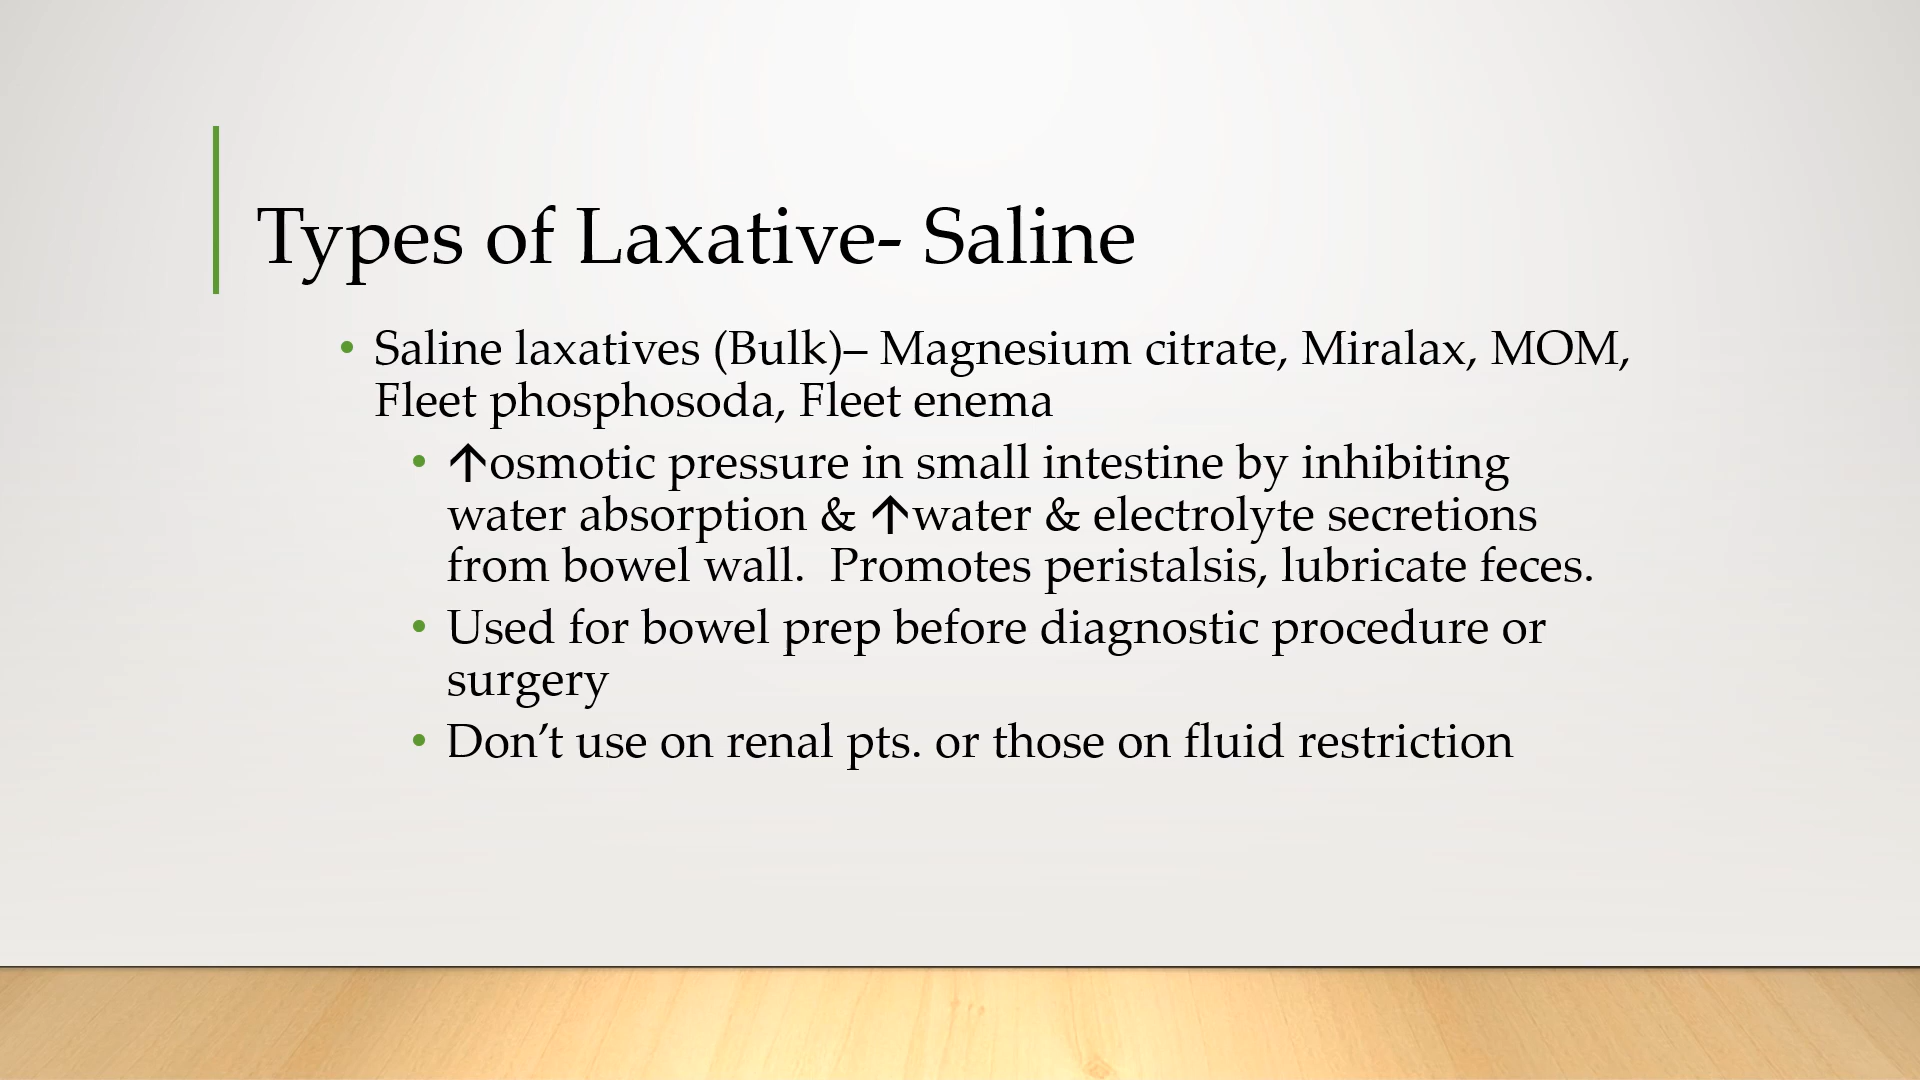 Types of Laxative- Saline
• Saline laxatives (Bulk)– Magnesium citrate, Miralax, MOM,
Fleet phosphosoda, Fleet enema
• ↑osmotic pressure in small intestine by inhibiting
water absorption & ↑water & electrolyte secretions
from bowel wall.  Promotes peristalsis, lubricate feces.
• Used for bowel prep before diagnostic procedure or
surgery
• Don’t use on renal pts. or those on fluid restriction